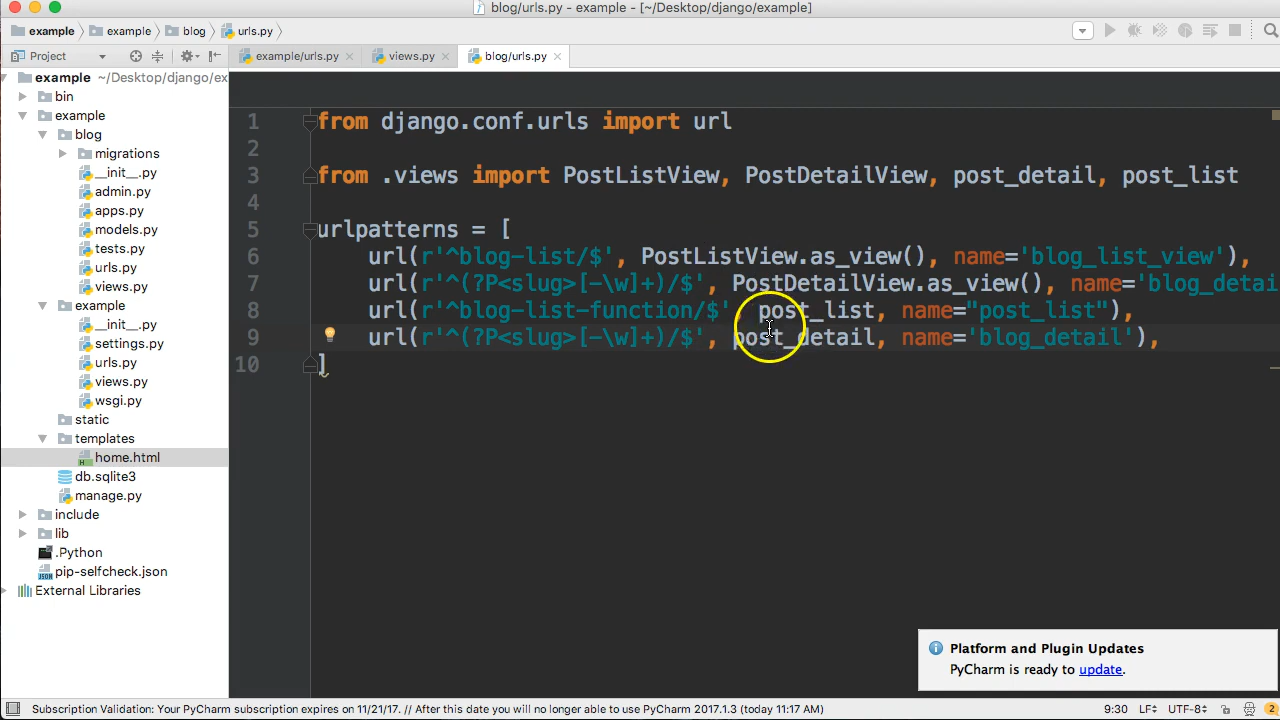 blog/urls.py - example - [~/Desktop/django/example]
example example blog urls.py
Project example/urls.py views.py blog/urls.py
example ~/Desktop/django/ex
bin
example
blog
migrations
__init__.py
admin.py
apps.py
models.py
tests.py
urls.py
views.py
example
__init__.py
settings.py
urls.py
views.py
wsgi.py
static
templates
home.html
db.sqlite3
manage.py
include
lib
.Python
pip-selfcheck.json
External Libraries
1 from django.conf.urls import url
2
3 from .views import PostListView, PostDetailView, post_detail, post_list
4
5 urlpatterns = [
6 url(r'^blog-list/$', PostListView.as_view(), name='blog_list_view'),
7 url(r'^(?P<slug>[-\w]+)/$', PostDetailView.as_view(), name='blog_detai
8 url(r'^blog-list-function/$', post_list, name="post_list"),
9 url(r'^(?P<slug>[-\w]+)/$', post_detail, name='blog_detail'),
10 ]
Platform and Plugin Updates
PyCharm is ready to update.
Subscription Validation: Your PyCharm subscription expires on 11/21/17. // After this date you will no longer be able to use PyCharm 2017.1.3 (today 11:17 AM) 9:30 LF UTF-8 2